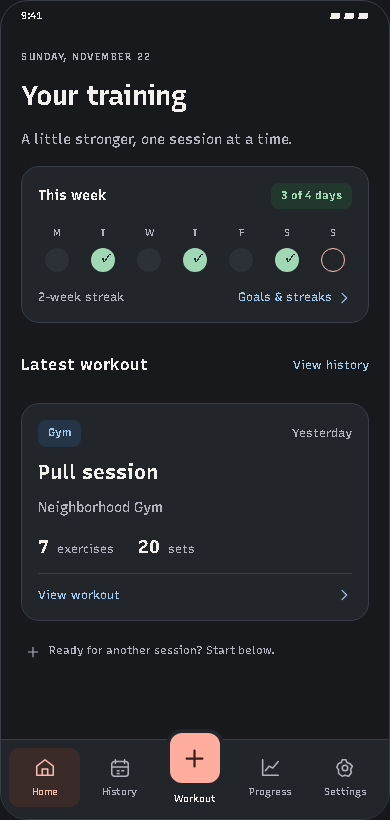 9:41
SUNDAY, NOVEMBER 22
Your training
A little stronger, one session at a time.
This week
3 of 4 days
M T W T F S S
2-week streak
Goals & streaks
Latest workout
View history
Gym
Yesterday
Pull session
Neighborhood Gym
7 exercises 20 sets
View workout
Ready for another session? Start below.
Home
History
Workout
Progress
Settings